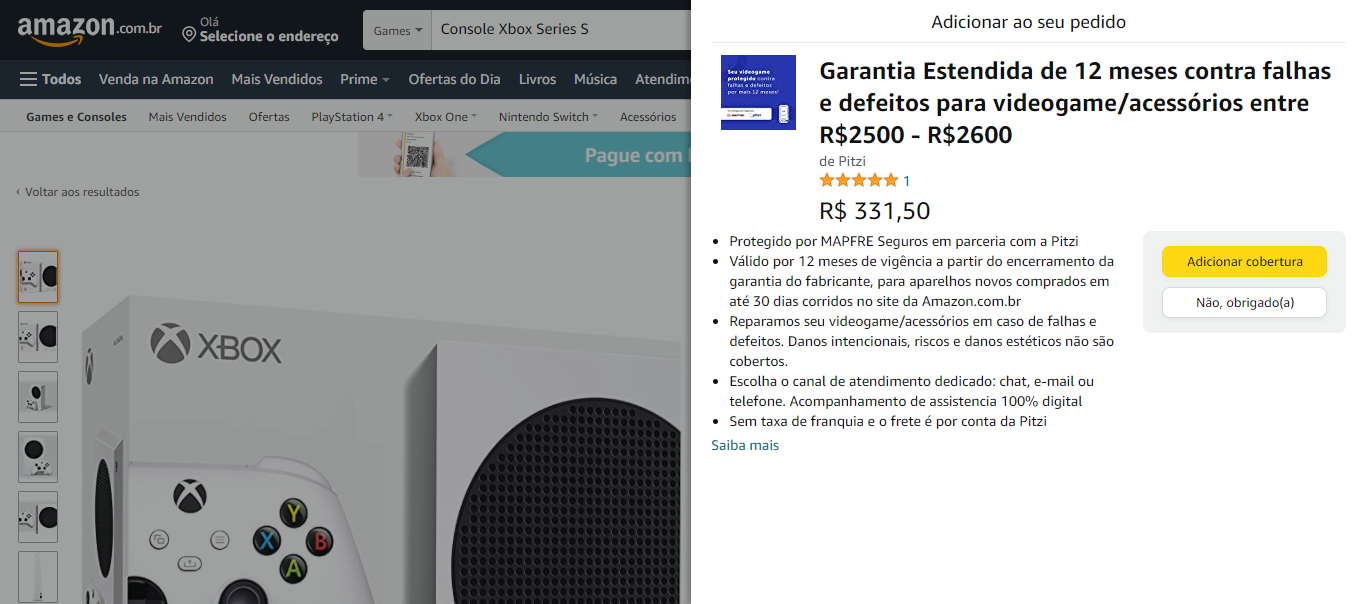 amazon.com.br
Olá
Selecione o endereço
Games
Console Xbox Series S
Todos
Venda na Amazon
Mais Vendidos
Prime
Ofertas do Dia
Livros
Música
Atendim
Games e Consoles
Mais Vendidos
Ofertas
PlayStation 4
Xbox One
Nintendo Switch
Acessórios
Pague com
‹ Voltar aos resultados
XBOX
Y
X
B
A
Adicionar ao seu pedido
Seu videogame
protegido contra
falhas e defeitos
por mais 12 meses!
Garantia Estendida de 12 meses contra falhas
e defeitos para videogame/acessórios entre
R$2500 - R$2600
de Pitzi
1
R$ 331,50
• Protegido por MAPFRE Seguros em parceria com a Pitzi
• Válido por 12 meses de vigência a partir do encerramento da
garantia do fabricante, para aparelhos novos comprados em
até 30 dias corridos no site da Amazon.com.br
• Reparamos seu videogame/acessórios em caso de falhas e
defeitos. Danos intencionais, riscos e danos estéticos não são
cobertos.
• Escolha o canal de atendimento dedicado: chat, e-mail ou
telefone. Acompanhamento de assistencia 100% digital
• Sem taxa de franquia e o frete é por conta da Pitzi
Saiba mais
Adicionar cobertura
Não, obrigado(a)